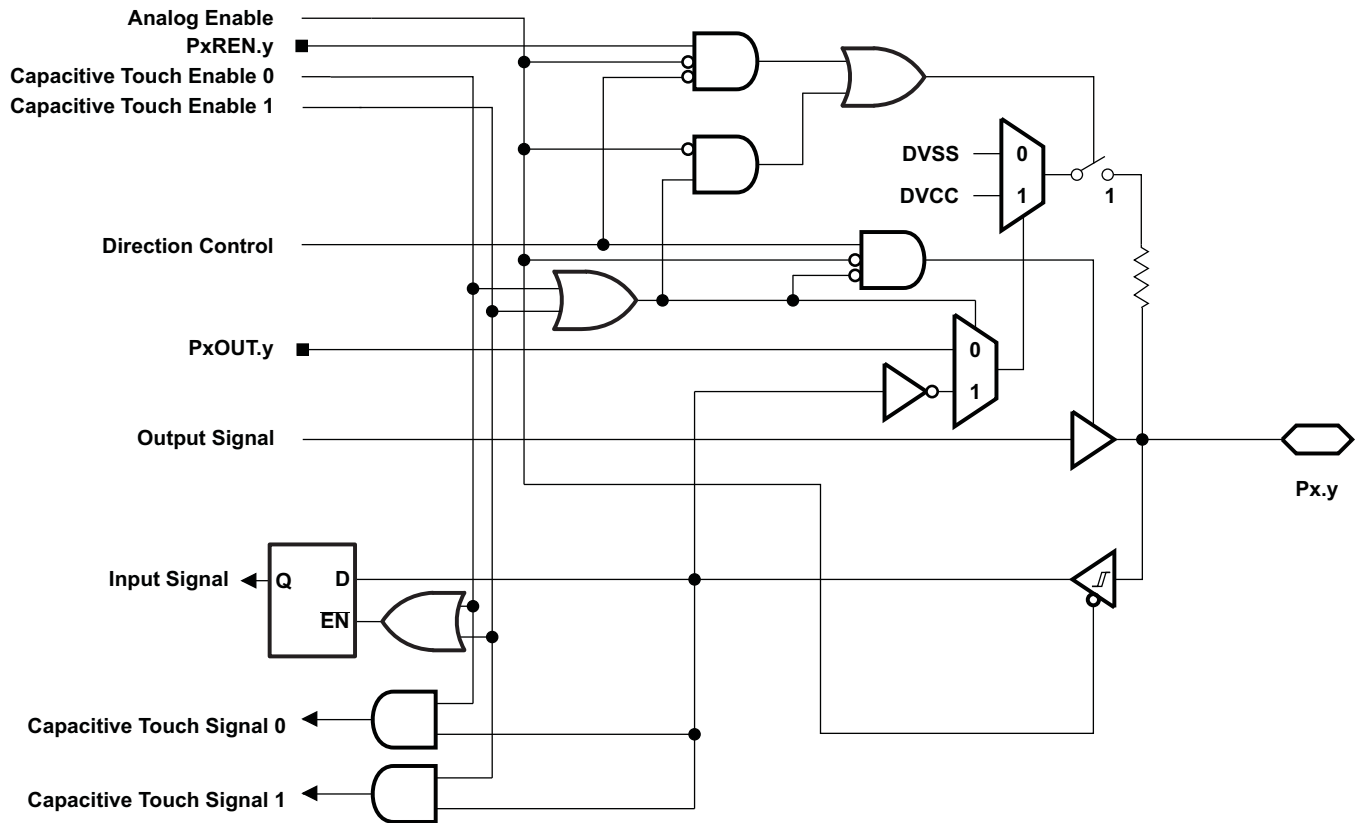 Analog Enable
PxREN.y
Capacitive Touch Enable 0
Capacitive Touch Enable 1
DVSS
0
DVCC
1
1
Direction Control
PxOUT.y
0
1
Output Signal
Px.y
Input Signal
Q
D
EN
Capacitive Touch Signal 0
Capacitive Touch Signal 1